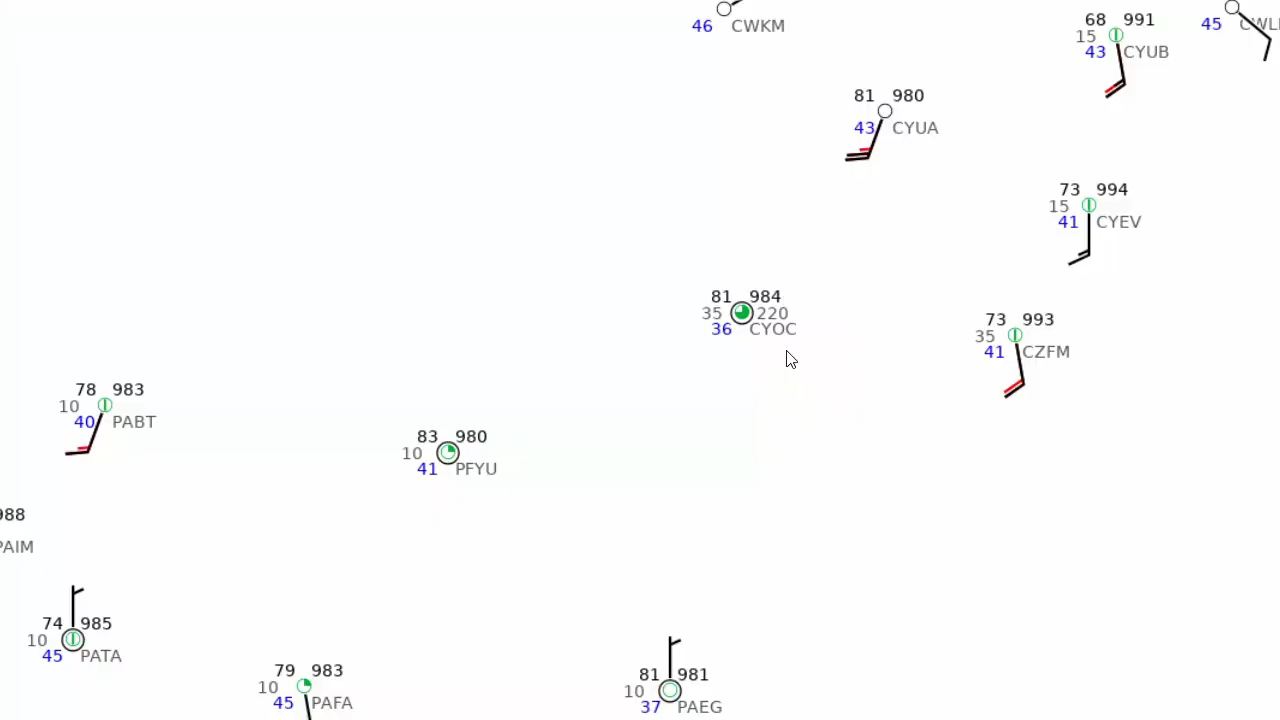 46 CWKM
68 991
15
43 CYUB
45
81 980
43 CYUA
73 994
15
41 CYEV
81 984
35 220
36 CYOC
73 993
35
41 CZFM
78 983
10
40 PABT
83 980
10
41 PFYU
988
PAIM
74 985
10
45 PATA
79 983
10
45 PAFA
81 981
10
37 PAEG